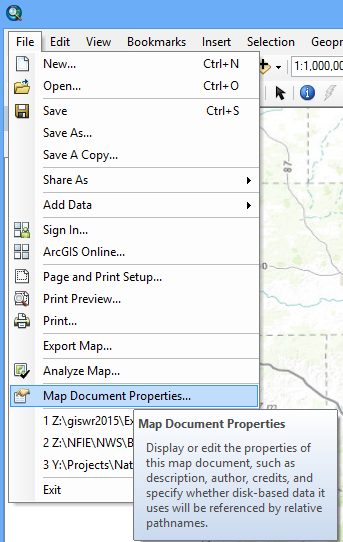 File Edit View Bookmarks Insert Selection
1:1,000,00
New... Ctrl+N
Open... Ctrl+O
Save Ctrl+S
Save As...
Save A Copy...
Share As
Add Data
Sign In...
ArcGIS Online...
Page and Print Setup...
Print Preview...
Print...
Export Map...
Analyze Map...
Map Document Properties...
1 Z:\giswr2015\Ex
2 Z:\NFIE\NWS\B
3 Y:\Projects\Nat
Exit
Map Document Properties
Display or edit the properties of
this map document, such as
description, author, credits, and
specify whether disk-based data it
uses will be referenced by relative
pathnames.
87